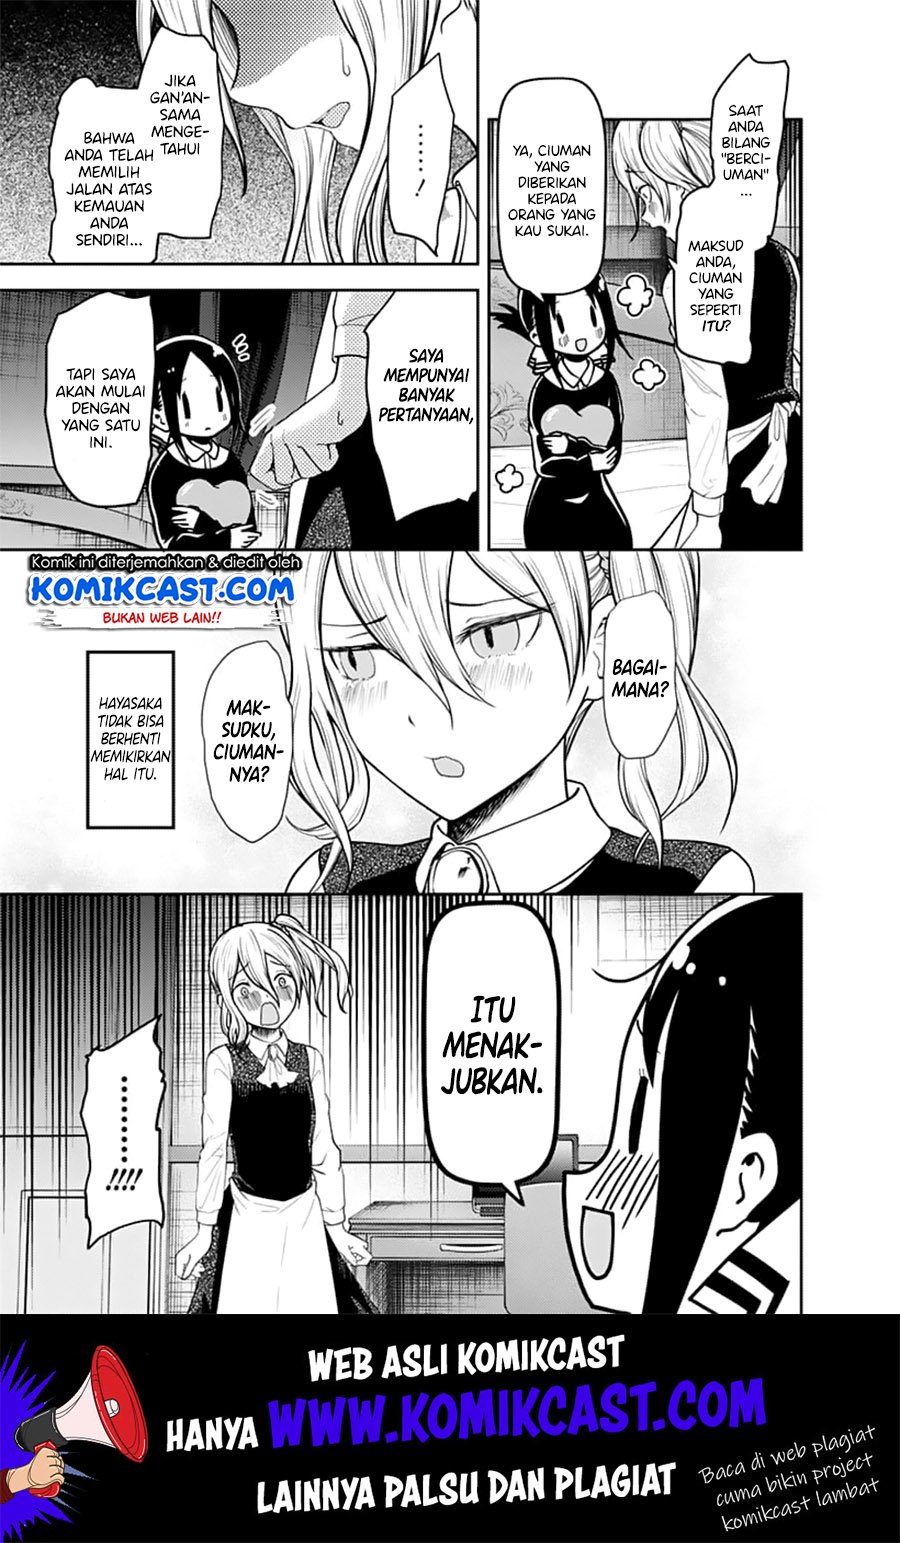 SAAT
ANDA
BILANG
"BERCI-
UMAN"
...
MAKSUD
ANDA,
CIUMAN
YANG
SEPERTI
ITU?
YA, CIUMAN
YANG
DIBERIKAN
KEPADA
ORANG YANG
KAU SUKAI.
......!
JIKA
GAN'AN-
SAMA
MENGE-
TAHUI
BAHWA
ANDA TELAH
MEMILIH
JALAN ATAS
KEMAUAN
ANDA
SENDIRI...
SAYA
MEMPUNYAI
BANYAK
PERTANYAAN,
TAPI SAYA
AKAN MULAI
DENGAN
YANG SATU
INI.
Komik ini diterjemahkan & diedit oleh
KOMIKCAST.COM
BUKAN WEB LAIN!!
BAGAI-
MANA?
MAK-
SUDKU,
CIUMAN-
NYA?
HAYASAKA
TIDAK BISA
BERHENTI
MEMIKIRKAN
HAL ITU.
ITU
MENAK-
JUBKAN.
.........!!!!!
WEB ASLI KOMIKCAST
HANYA WWW.KOMIKCAST.COM
LAINNYA PALSU DAN PLAGIAT
Baca di web plagiat
cuma bikin project
komikcast lambat